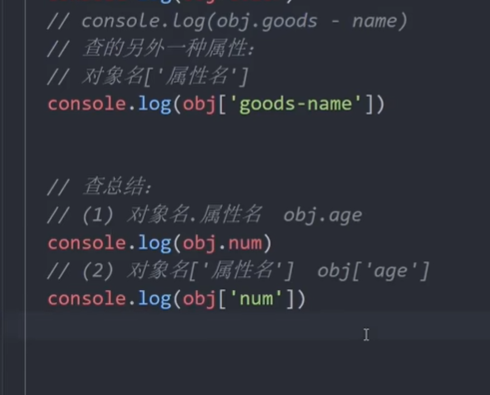 // console.log(obj.goods - name)
// 查的另外一种属性:
// 对象名['属性名']
console.log(obj['goods-name'])
// 查总结:
// (1) 对象名.属性名  obj.age
console.log(obj.num)
// (2) 对象名['属性名']  obj['age']
console.log(obj['num'])